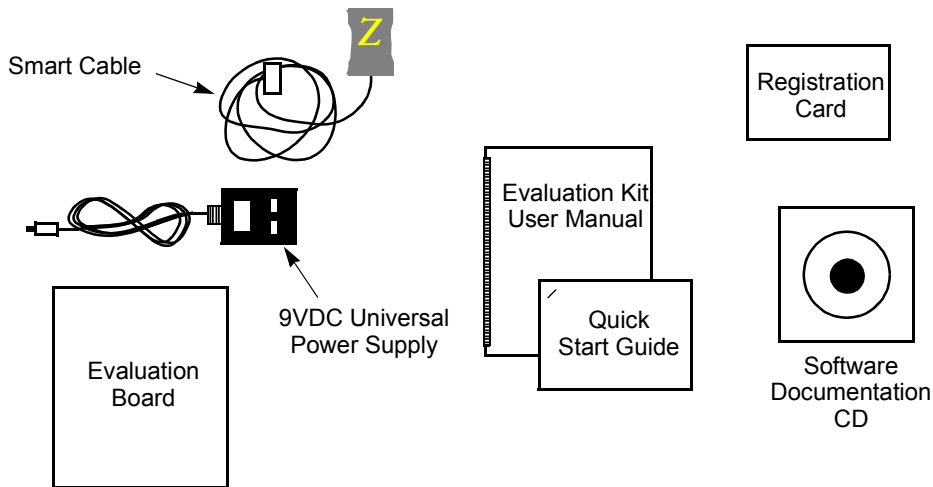 Z
Smart Cable
Registration
Card
Evaluation Kit
User Manual
9VDC Universal
Power Supply
Quick
Start Guide
Evaluation
Board
Software
Documentation
CD